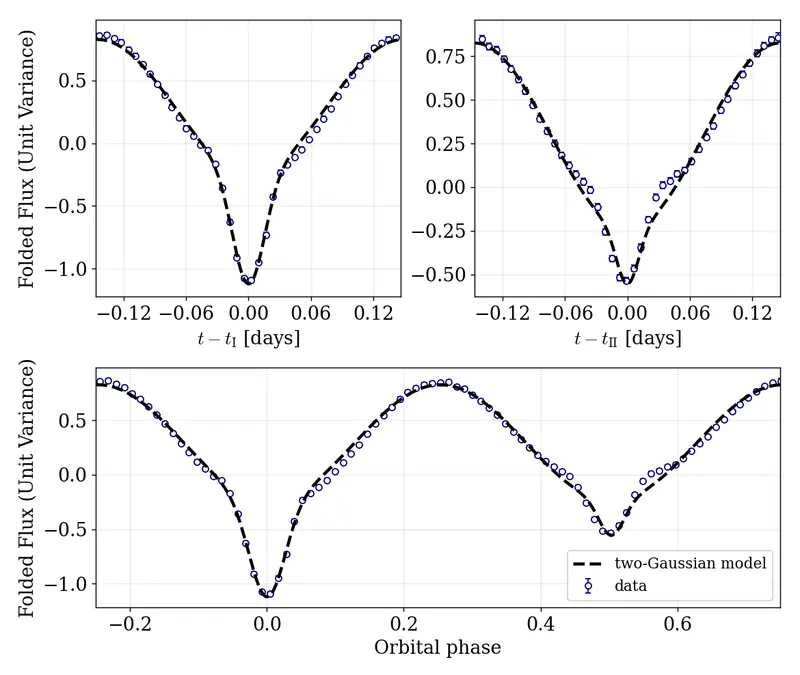 Folded Flux (Unit Variance)
0.5
0.0
−0.5
−1.0
−0.12 −0.06 0.00 0.06 0.12
t − t_I [days]
0.75
0.50
0.25
0.00
−0.25
−0.50
−0.12 −0.06 0.00 0.06 0.12
t − t_II [days]
Folded Flux (Unit Variance)
0.5
0.0
−0.5
−1.0
−0.2 0.0 0.2 0.4 0.6
Orbital phase
two-Gaussian model
data